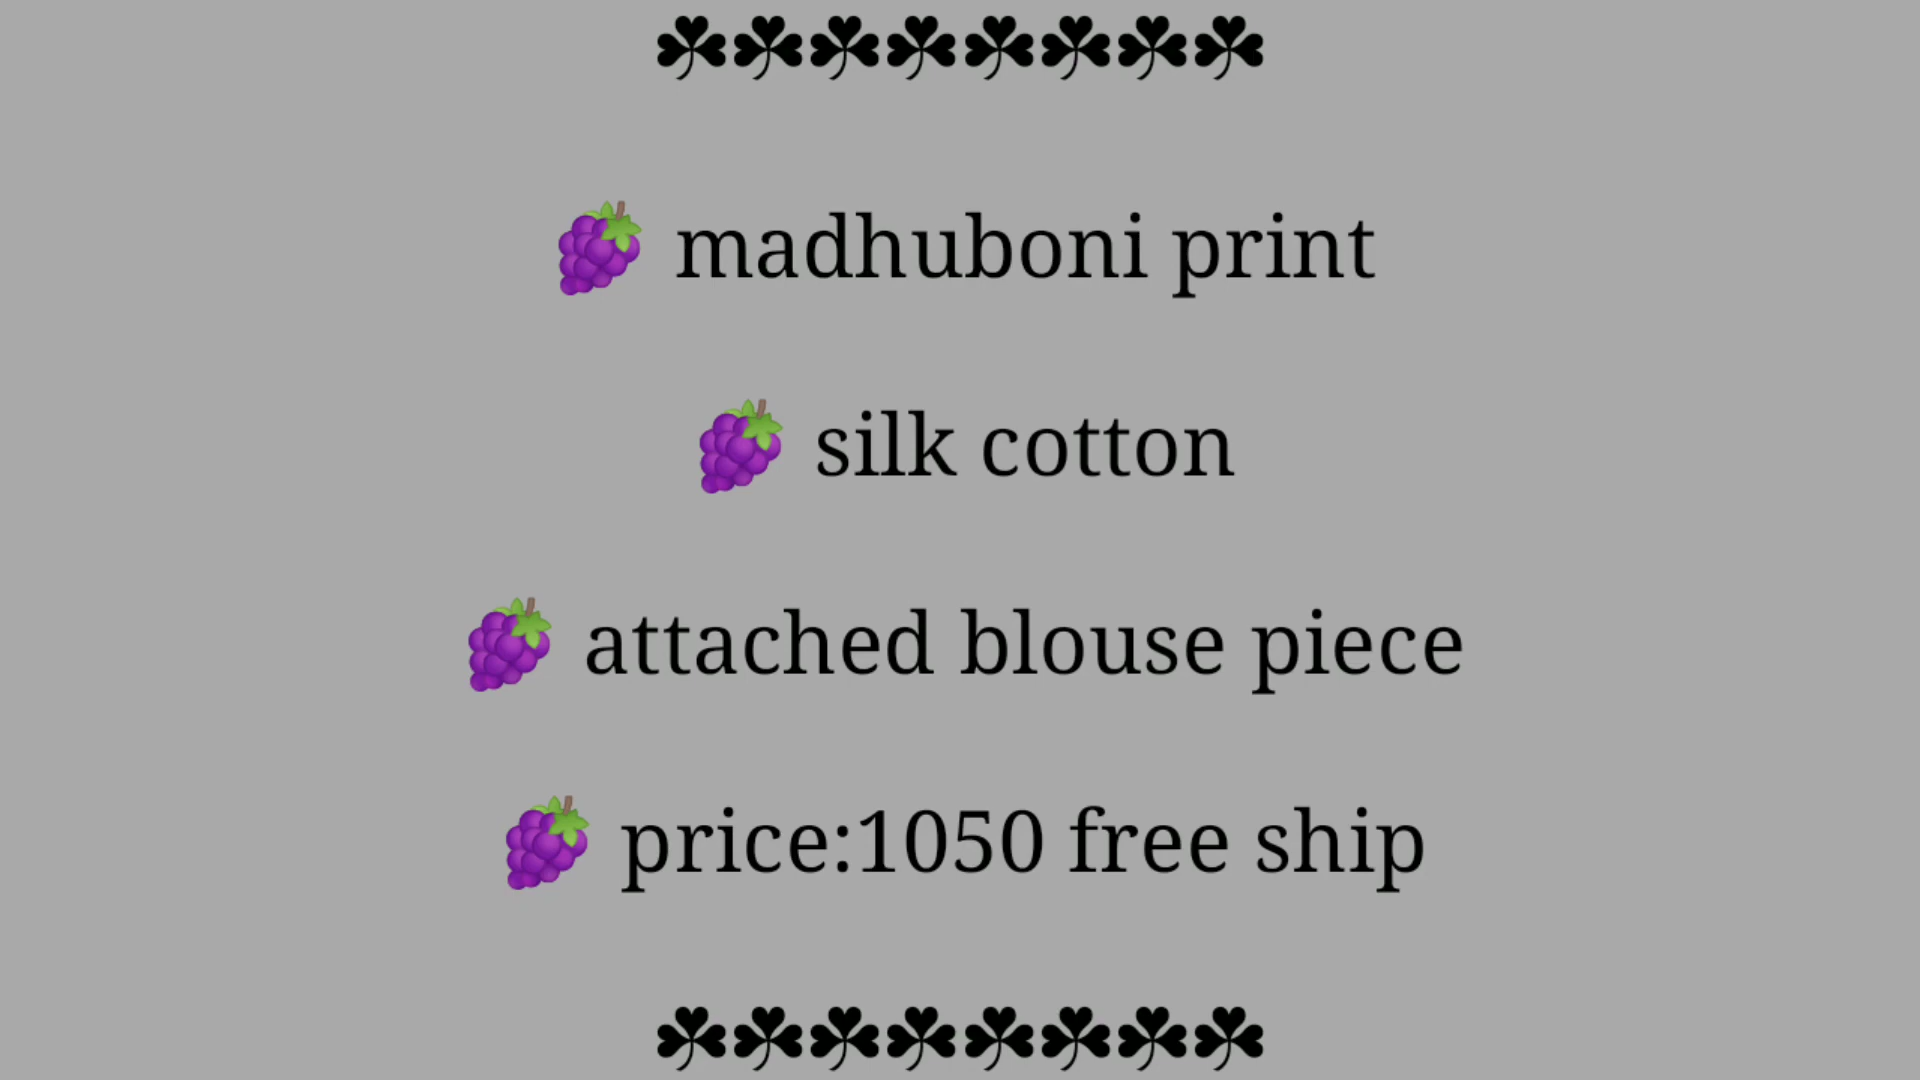 ☘☘☘☘☘☘☘☘
🍇 madhuboni print
🍇 silk cotton
🍇 attached blouse piece
🍇 price:1050 free ship
☘☘☘☘☘☘☘☘